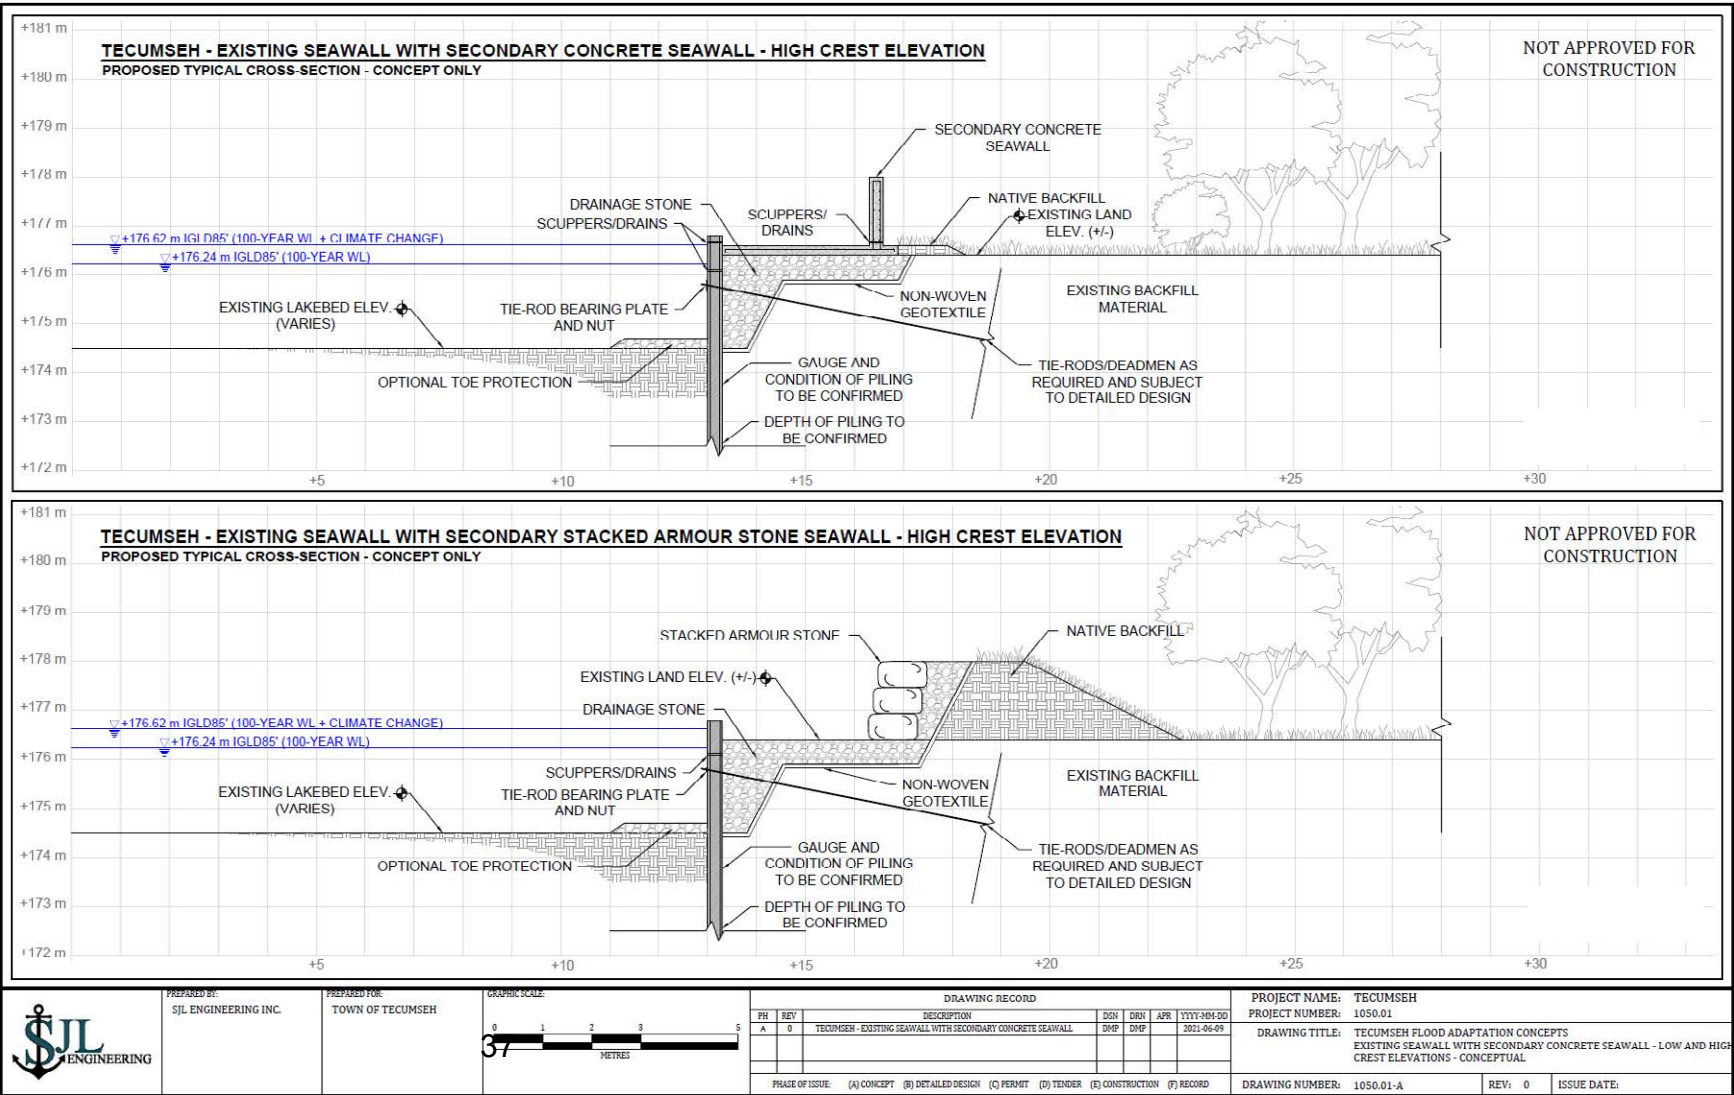 +181 m
TECUMSEH - EXISTING SEAWALL WITH SECONDARY CONCRETE SEAWALL - HIGH CREST ELEVATION
PROPOSED TYPICAL CROSS-SECTION - CONCEPT ONLY
NOT APPROVED FOR
CONSTRUCTION
+180 m
+179 m
SECONDARY CONCRETE
SEAWALL
+178 m
DRAINAGE STONE
SCUPPERS/DRAINS
SCUPPERS/
DRAINS
NATIVE BACKFILL
EXISTING LAND
ELEV. (+/-)
+177 m
+176.62 m IGLD85' (100-YEAR WL + CLIMATE CHANGE)
+176.24 m IGLD85' (100-YEAR WL)
+176 m
EXISTING LAKEBED ELEV.
(VARIES)
TIE-ROD BEARING PLATE
AND NUT
NON-WOVEN
GEOTEXTILE
EXISTING BACKFILL
MATERIAL
+175 m
+174 m
OPTIONAL TOE PROTECTION
GAUGE AND
CONDITION OF PILING
TO BE CONFIRMED
TIE-RODS/DEADMEN AS
REQUIRED AND SUBJECT
TO DETAILED DESIGN
+173 m
DEPTH OF PILING TO
BE CONFIRMED
+172 m
+5 +10 +15 +20 +25 +30
+181 m
TECUMSEH - EXISTING SEAWALL WITH SECONDARY STACKED ARMOUR STONE SEAWALL - HIGH CREST ELEVATION
PROPOSED TYPICAL CROSS-SECTION - CONCEPT ONLY
NOT APPROVED FOR
CONSTRUCTION
+180 m
+179 m
STACKED ARMOUR STONE
NATIVE BACKFILL
+178 m
EXISTING LAND ELEV. (+/-)
DRAINAGE STONE
+177 m
+176.62 m IGLD85' (100-YEAR WL + CLIMATE CHANGE)
+176.24 m IGLD85' (100-YEAR WL)
+176 m
SCUPPERS/DRAINS
EXISTING LAKEBED ELEV.
(VARIES)
TIE-ROD BEARING PLATE
AND NUT
NON-WOVEN
GEOTEXTILE
EXISTING BACKFILL
MATERIAL
+175 m
+174 m
OPTIONAL TOE PROTECTION
GAUGE AND
CONDITION OF PILING
TO BE CONFIRMED
TIE-RODS/DEADMEN AS
REQUIRED AND SUBJECT
TO DETAILED DESIGN
+173 m
DEPTH OF PILING TO
BE CONFIRMED
+172 m
+5 +10 +15 +20 +25 +30
SJL
ENGINEERING
PREPARED BY:
SJL ENGINEERING INC.
PREPARED FOR:
TOWN OF TECUMSEH
GRAPHIC SCALE:
0 1 2 3 5
METRES
37
DRAWING RECORD
PH REV DESCRIPTION DSN DRN APR YYYY-MM-DD
A 0 TECUMSEH - EXISTING SEAWALL WITH SECONDARY CONCRETE SEAWALL DMP DMP 2021-06-09
PHASE OF ISSUE: (A) CONCEPT (B) DETAILED DESIGN (C) PERMIT (D) TENDER (E) CONSTRUCTION (F) RECORD
PROJECT NAME: TECUMSEH
PROJECT NUMBER: 1050.01
DRAWING TITLE: TECUMSEH FLOOD ADAPTATION CONCEPTS
EXISTING SEAWALL WITH SECONDARY CONCRETE SEAWALL - LOW AND HIGH
CREST ELEVATIONS - CONCEPTUAL
DRAWING NUMBER: 1050.01-A REV: 0 ISSUE DATE: